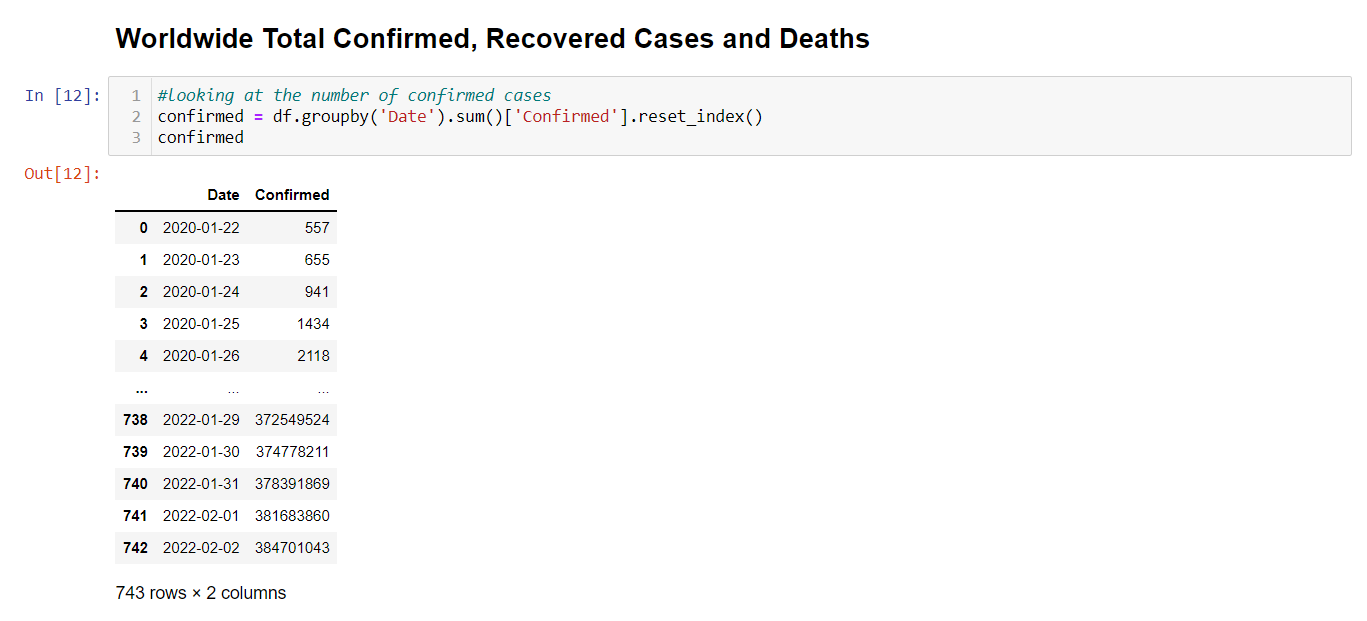 Worldwide Total Confirmed, Recovered Cases and Deaths
In [12]:
1 #looking at the number of confirmed cases
2 confirmed = df.groupby('Date').sum()['Confirmed'].reset_index()
3 confirmed
Out[12]:
Date Confirmed
0 2020-01-22 557
1 2020-01-23 655
2 2020-01-24 941
3 2020-01-25 1434
4 2020-01-26 2118
... ... ...
738 2022-01-29 372549524
739 2022-01-30 374778211
740 2022-01-31 378391869
741 2022-02-01 381683860
742 2022-02-02 384701043
743 rows × 2 columns